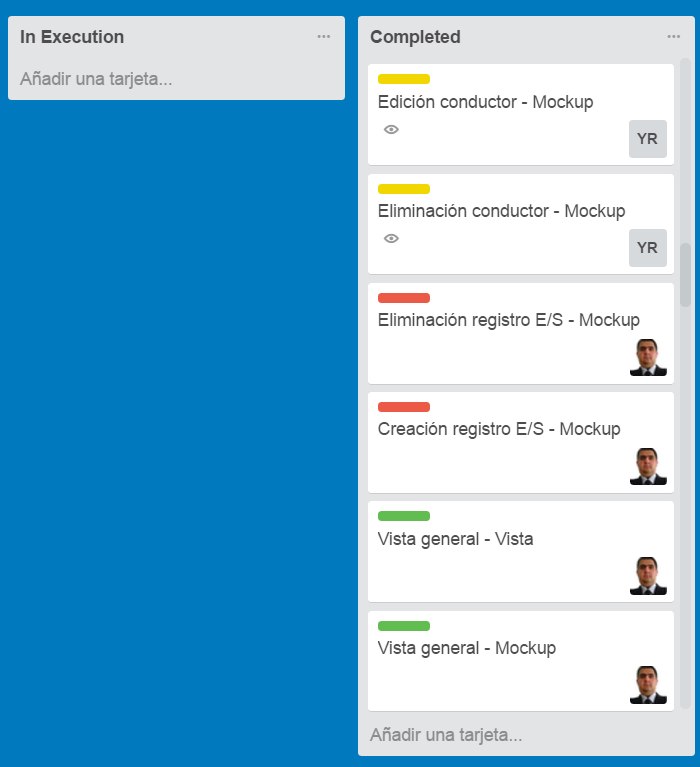 In Execution
Añadir una tarjeta...
Completed
Edición conductor - Mockup
YR
Eliminación conductor - Mockup
YR
Eliminación registro E/S - Mockup
Creación registro E/S - Mockup
Vista general - Vista
Vista general - Mockup
Añadir una tarjeta...